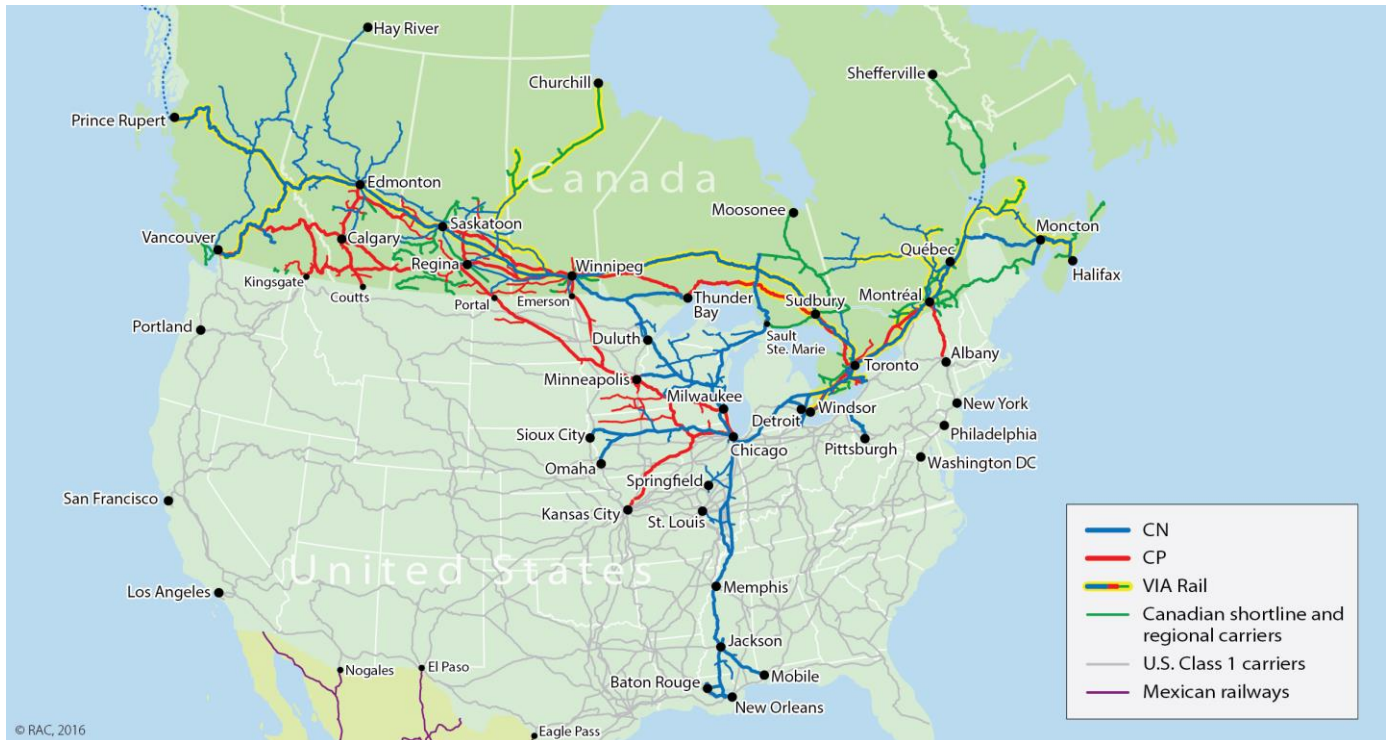 Hay River
Churchill
Shefferville
Prince Rupert
Edmonton
Canada
Moosonee
Saskatoon
Vancouver
Calgary
Moncton
Québec
Regina
Winnipeg
Halifax
Kingsgate
Coutts
Portal
Emerson
Thunder
Bay
Sudbury
Montréal
Portland
Duluth
Sault
Ste. Marie
Albany
Toronto
Minneapolis
Milwaukee
New York
Detroit
Windsor
Philadelphia
Sioux City
Chicago
Pittsburgh
Washington DC
Omaha
Springfield
San Francisco
Kansas City
St. Louis
United States
Los Angeles
Memphis
Jackson
Nogales
El Paso
Mobile
Baton Rouge
New Orleans
Eagle Pass
CN
CP
VIA Rail
Canadian shortline and
regional carriers
U.S. Class 1 carriers
Mexican railways
© RAC, 2016